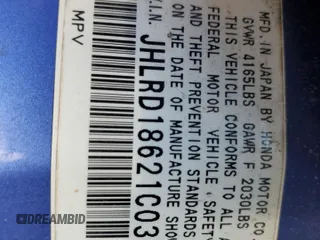 MFD. IN JAPAN BY HONDA MOTOR CO
GVWR 4165LBS GAWR F 2030LBS
THIS VEHICLE CONFORMS TO ALL A
FEDERAL MOTOR VEHICLE SAFET
AND THEFT PREVENTION STANDARDS
ON THE DATE OF MANUFACTURE SHO
V.I.N. JHLRD18621C03
MPV
DREAMBID